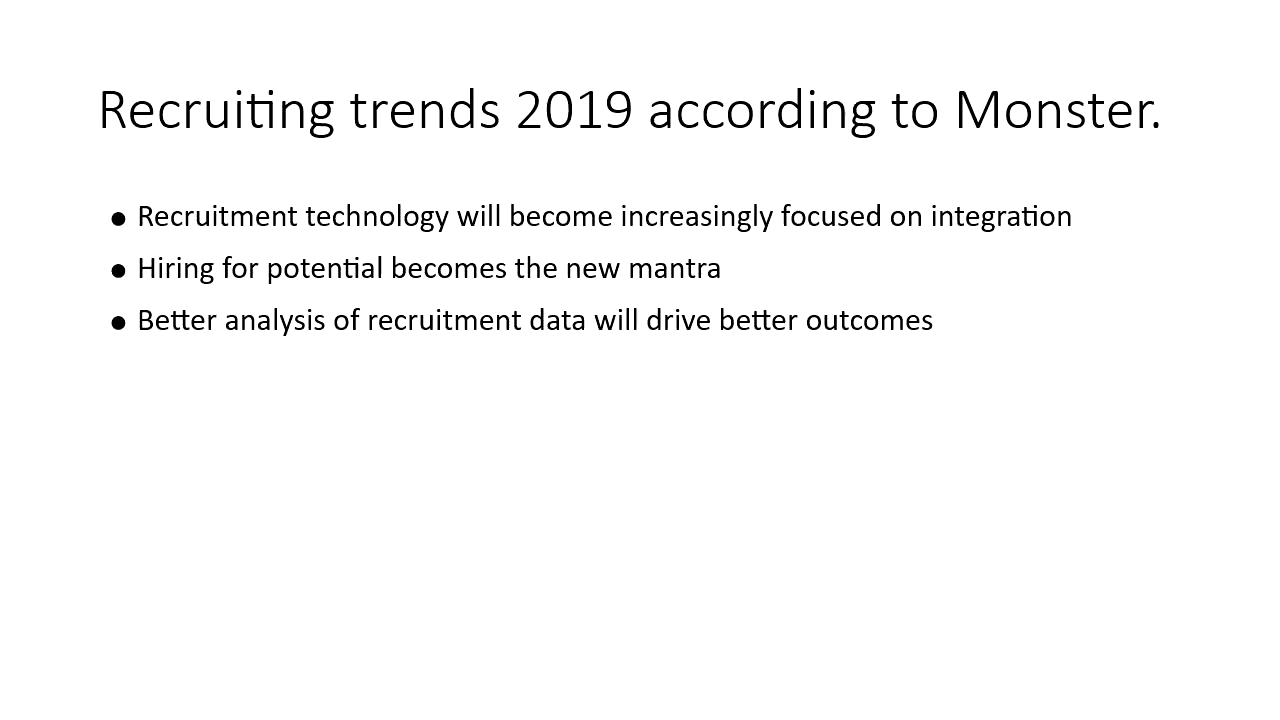 Recruiting trends 2019 according to Monster.
● Recruitment technology will become increasingly focused on integration
● Hiring for potential becomes the new mantra
● Better analysis of recruitment data will drive better outcomes